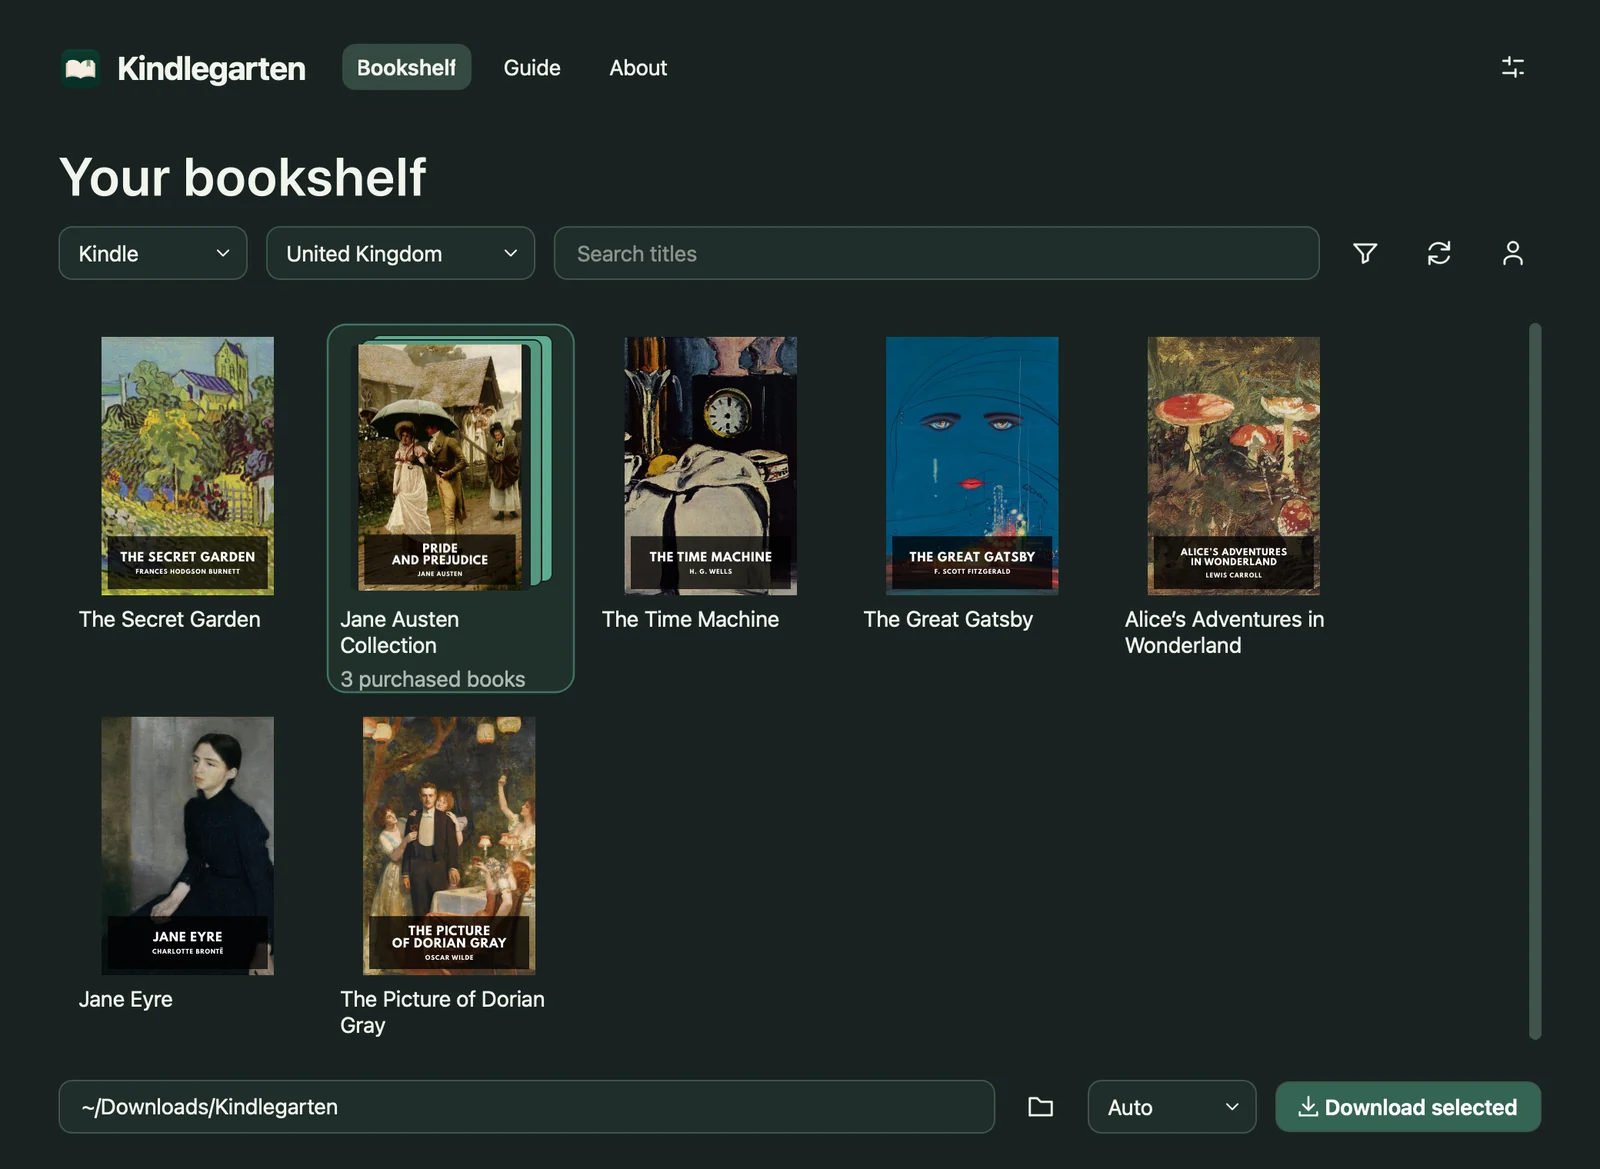 Kindlegarten
Bookshelf
Guide
About
Your bookshelf
Kindle
United Kingdom
Search titles
THE SECRET GARDEN
FRANCES HODGSON BURNETT
The Secret Garden
PRIDE
AND PREJUDICE
JANE AUSTEN
Jane Austen
Collection
3 purchased books
THE TIME MACHINE
H. G. WELLS
The Time Machine
THE GREAT GATSBY
F. SCOTT FITZGERALD
The Great Gatsby
ALICE'S ADVENTURES
IN WONDERLAND
LEWIS CARROLL
Alice’s Adventures in
Wonderland
JANE EYRE
CHARLOTTE BRONTË
Jane Eyre
THE PICTURE
OF DORIAN GRAY
OSCAR WILDE
The Picture of Dorian
Gray
~/Downloads/Kindlegarten
Auto
Download selected